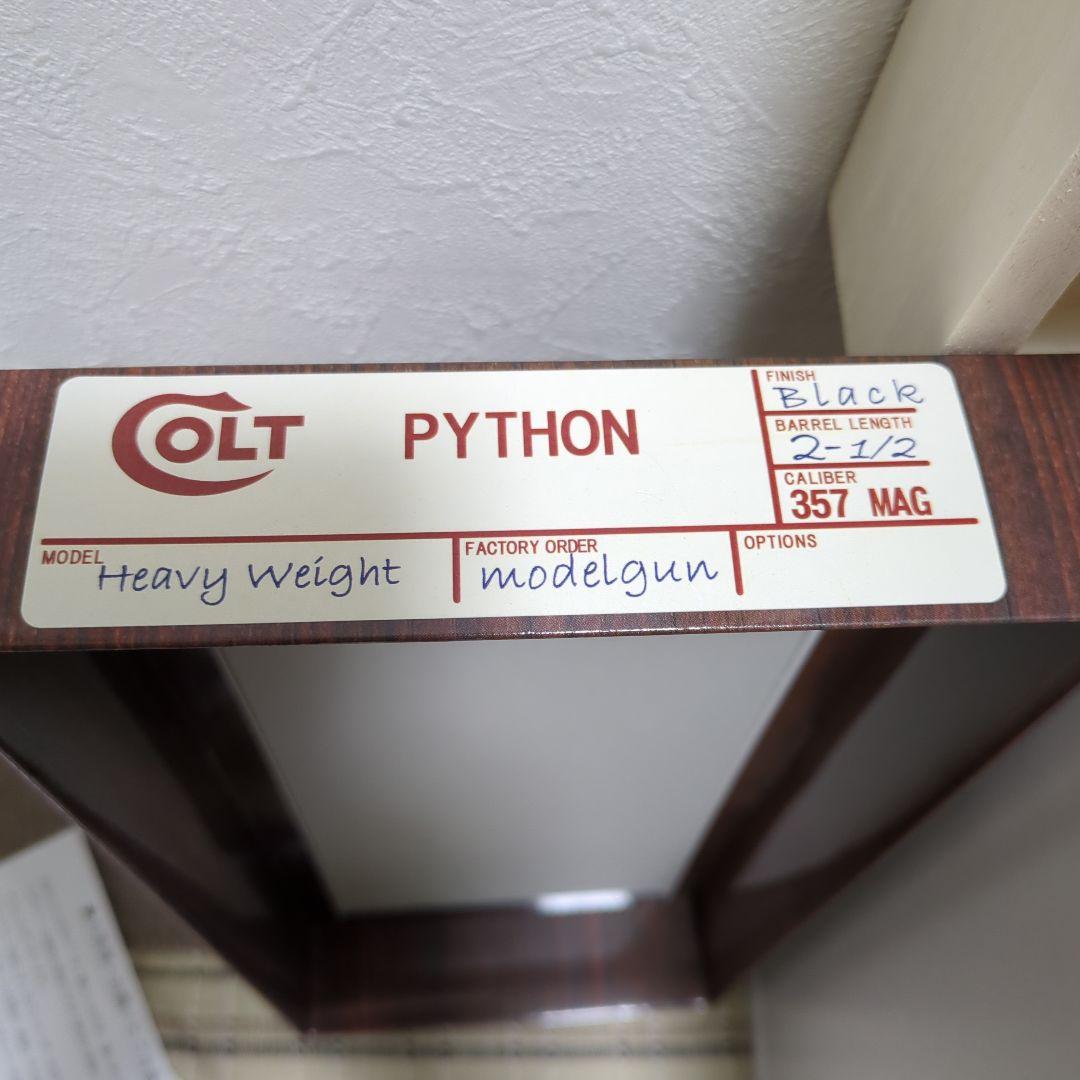 COLT PYTHON
FINISH Black
BARREL LENGTH
2-1/2
CALIBER
357 MAG
MODEL Heavy Weight
FACTORY ORDER
modelgun
OPTIONS